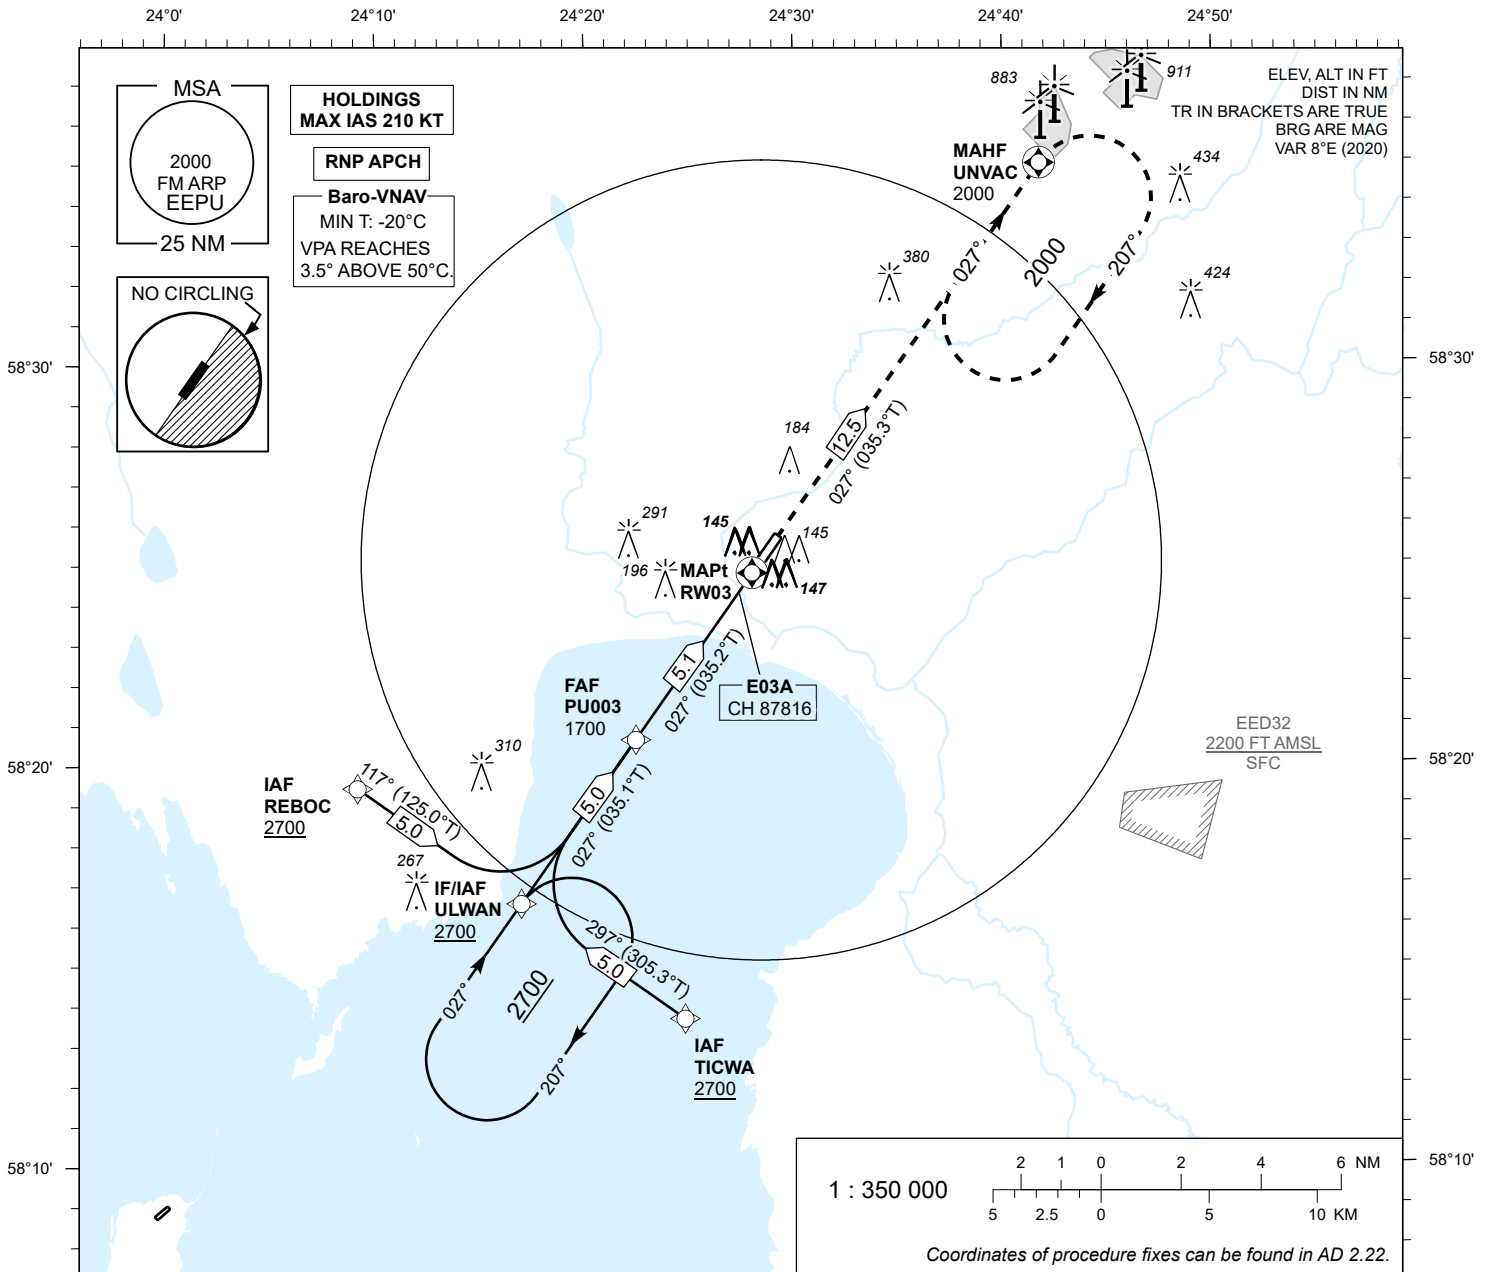 24°0'
24°10'
24°20'
24°30'
24°40'
24°50'
MSA
2000
FM ARP
EEPU
25 NM
HOLDINGS
MAX IAS 210 KT
RNP APCH
Baro-VNAV
MIN T: -20°C
VPA REACHES
3.5° ABOVE 50°C.
NO CIRCLING
883
911
ELEV, ALT IN FT
DIST IN NM
TR IN BRACKETS ARE TRUE
BRG ARE MAG
VAR 8°E (2020)
MAHF
UNVAC
2000
434
380
027°
2000
207°
424
58°30'
58°30'
12.5
027° (035.3°T)
184
291
145
145
196
MAPt
RW03
147
5.1
027° (035.2°T)
E03A
CH 87816
FAF
PU003
1700
EED32
2200 FT AMSL
SFC
310
58°20'
58°20'
IAF
REBOC
2700
117° (125.0°T)
5.0
5.0
027° (035.1°T)
267
IF/IAF
ULWAN
2700
297° (305.3°T)
5.0
027°
2700
207°
IAF
TICWA
2700
58°10'
58°10'
1 : 350 000
2 1 0 2 4 6 NM
5 2.5 0 5 10 KM
Coordinates of procedure fixes can be found in AD 2.22.